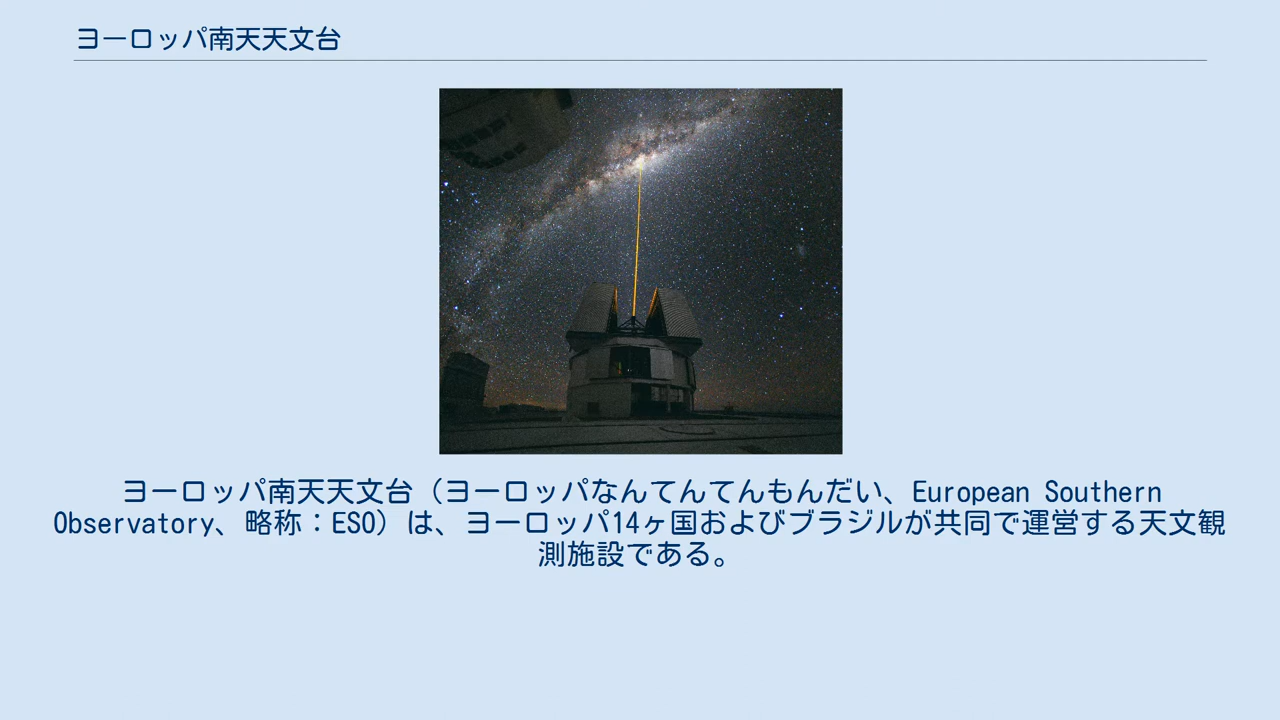 ヨーロッパ南天天文台
ヨーロッパ南天天文台（ヨーロッパなんてんてんもんだい、European Southern
Observatory、略称：ESO）は、ヨーロッパ14ヶ国およびブラジルが共同で運営する天文観
測施設である。